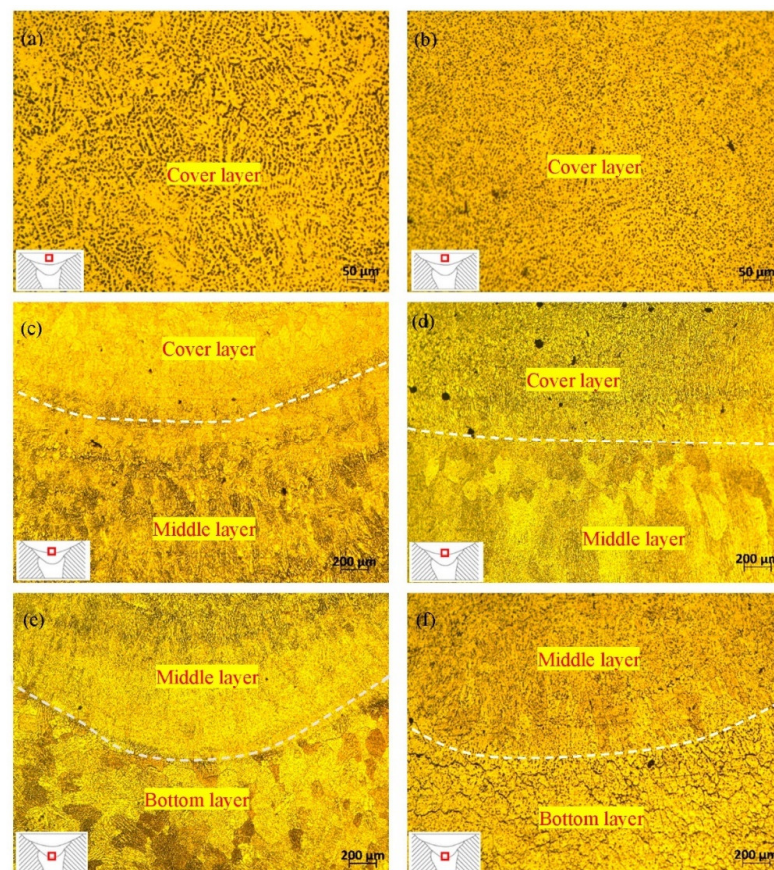 (a)
Cover layer
50 μm
(b)
Cover layer
50 μm
(c)
Cover layer
Middle layer
200 μm
(d)
Cover layer
Middle layer
200 μm
(e)
Middle layer
Bottom layer
200 μm
(f)
Middle layer
Bottom layer
200 μm